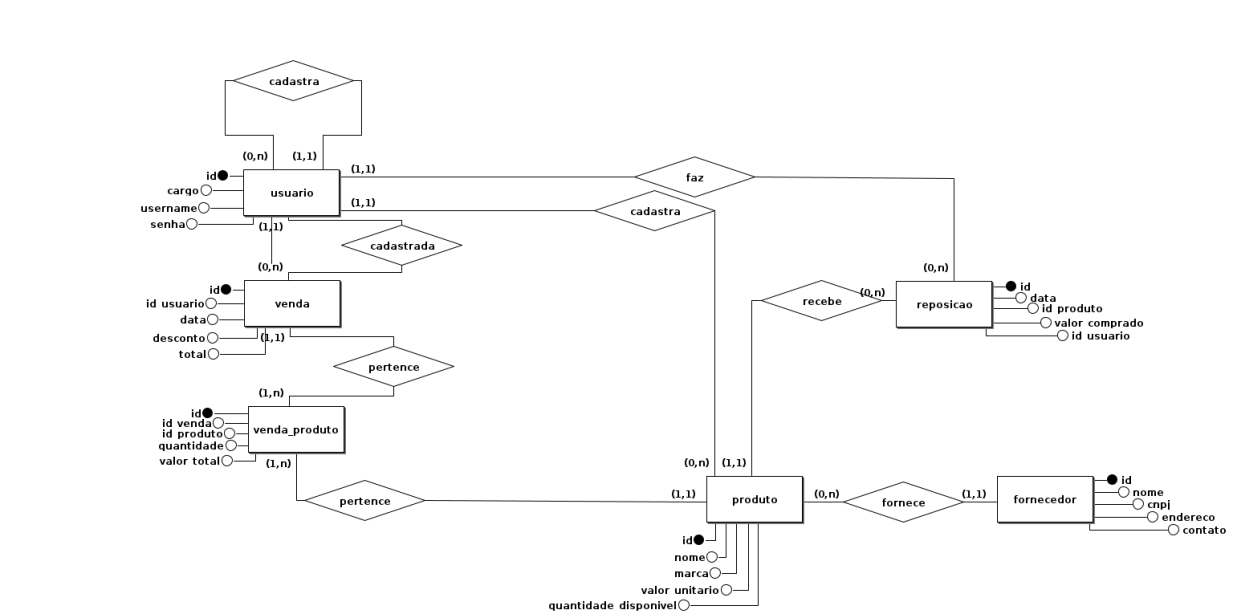 cadastra
(0,n)
(1,1)
id
cargo
username
senha
usuario
(1,1)
(1,1)
(1,1)
faz
cadastra
cadastrada
(0,n)
id
id usuario
data
desconto
total
venda
(1,1)
pertence
(1,n)
id
id venda
id produto
quantidade
valor total
venda_produto
(1,n)
pertence
(1,1)
(0,n)
(1,1)
produto
id
nome
marca
valor unitario
quantidade disponivel
recebe
(0,n)
(0,n)
reposicao
id
data
id produto
valor comprado
id usuario
(0,n)
fornece
(1,1)
fornecedor
id
nome
cnpj
endereco
contato